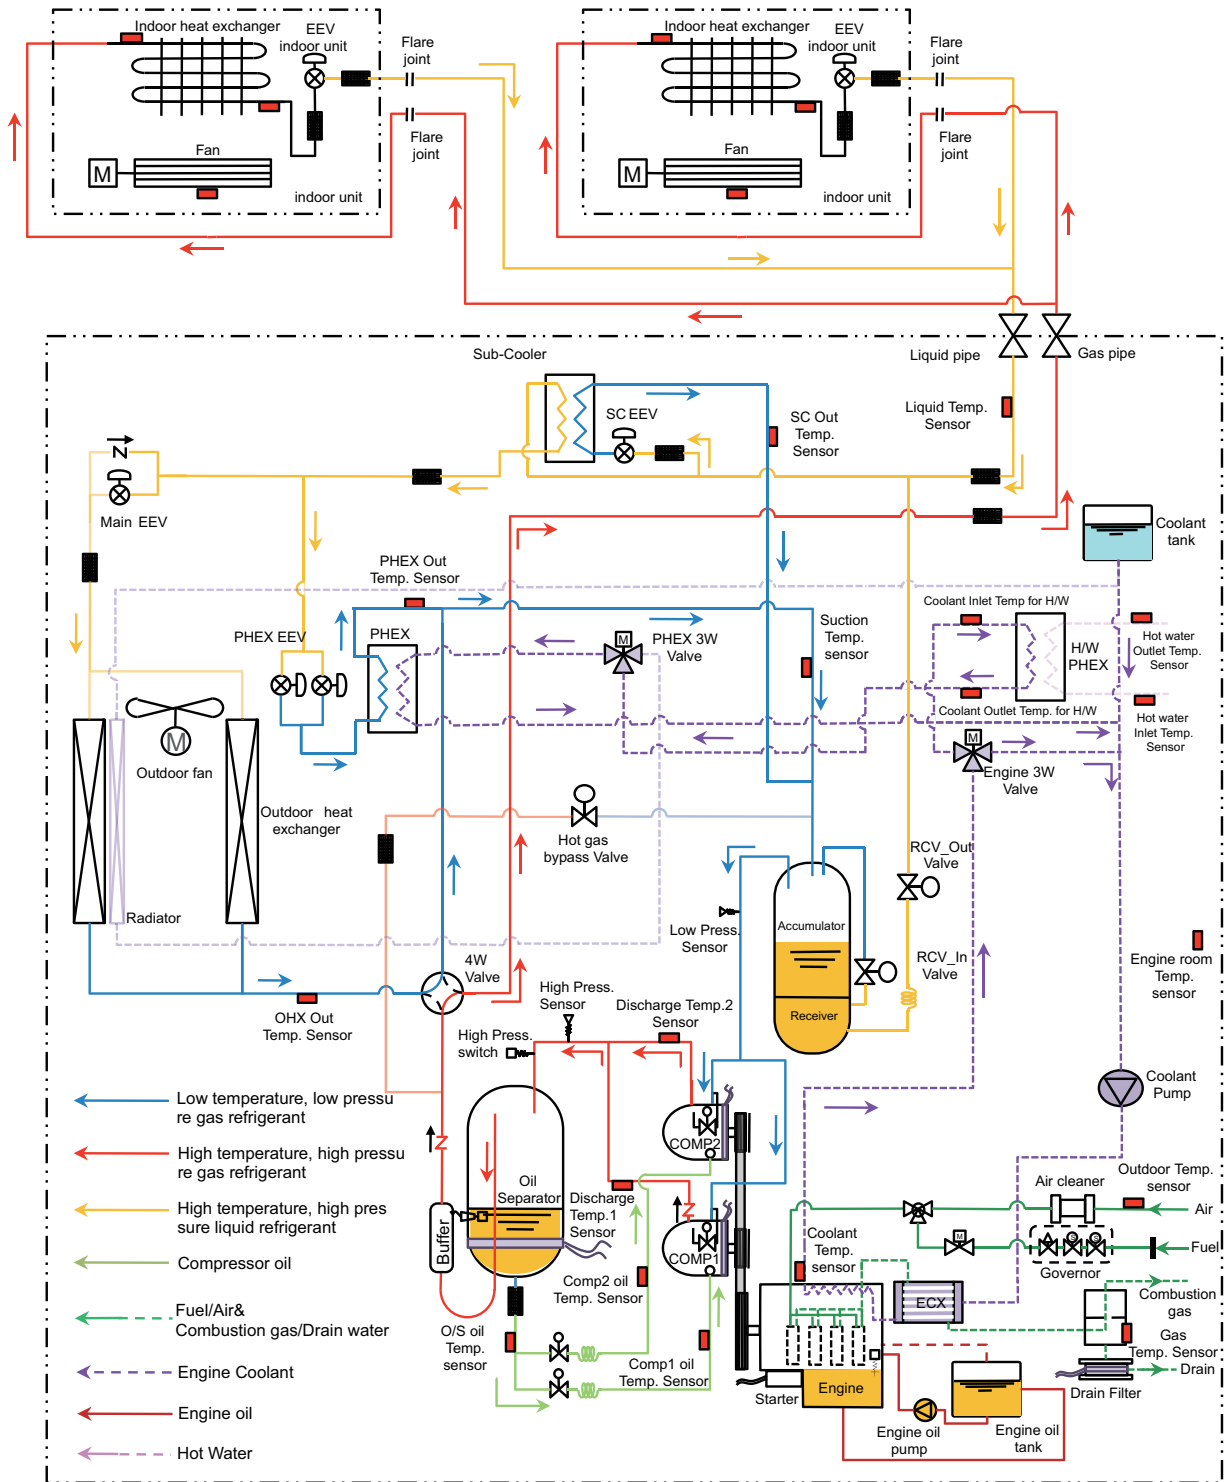 Indoor heat exchanger
EEV
indoor unit
Flare
joint
Flare
joint
Fan
M
indoor unit
Indoor heat exchanger
EEV
indoor unit
Flare
joint
Flare
joint
Fan
M
indoor unit
Liquid pipe
Gas pipe
Sub-Cooler
SC EEV
SC Out
Temp.
Sensor
Liquid Temp.
Sensor
Main EEV
Coolant
tank
PHEX Out
Temp. Sensor
PHEX EEV
PHEX
M
PHEX 3W
Valve
Suction
Temp.
sensor
Coolant Inlet Temp for H/W
H/W
PHEX
Hot water
Outlet Temp.
Sensor
Coolant Outlet Temp. for H/W
Hot water
Inlet Temp.
Sensor
M
Engine 3W
Valve
M
Outdoor fan
Outdoor heat
exchanger
Radiator
Hot gas
bypass Valve
RCV_Out
Valve
Low Press.
Sensor
Accumulator
Receiver
RCV_In
Valve
Engine room
Temp.
sensor
4W
Valve
OHX Out
Temp. Sensor
High Press.
Sensor
High Press.
switch
Discharge Temp.2
Sensor
Coolant
Pump
COMP2
COMP1
Oil
Separator
Discharge
Temp.1
Sensor
Buffer
Comp2 oil
Temp. Sensor
O/S oil
Temp.
sensor
Comp1 oil
Temp. Sensor
Coolant
Temp.
sensor
Air cleaner
Outdoor Temp.
sensor
Air
M
S
S
Fuel
Governor
ECX
Combustion
gas
Gas
Temp. Sensor
Drain
Drain Filter
Starter
Engine
Engine oil
pump
Engine oil
tank
Low temperature, low pressu
re gas refrigerant
High temperature, high pressu
re gas refrigerant
High temperature, high pres
sure liquid refrigerant
Compressor oil
Fuel/Air&
Combustion gas/Drain water
Engine Coolant
Engine oil
Hot Water